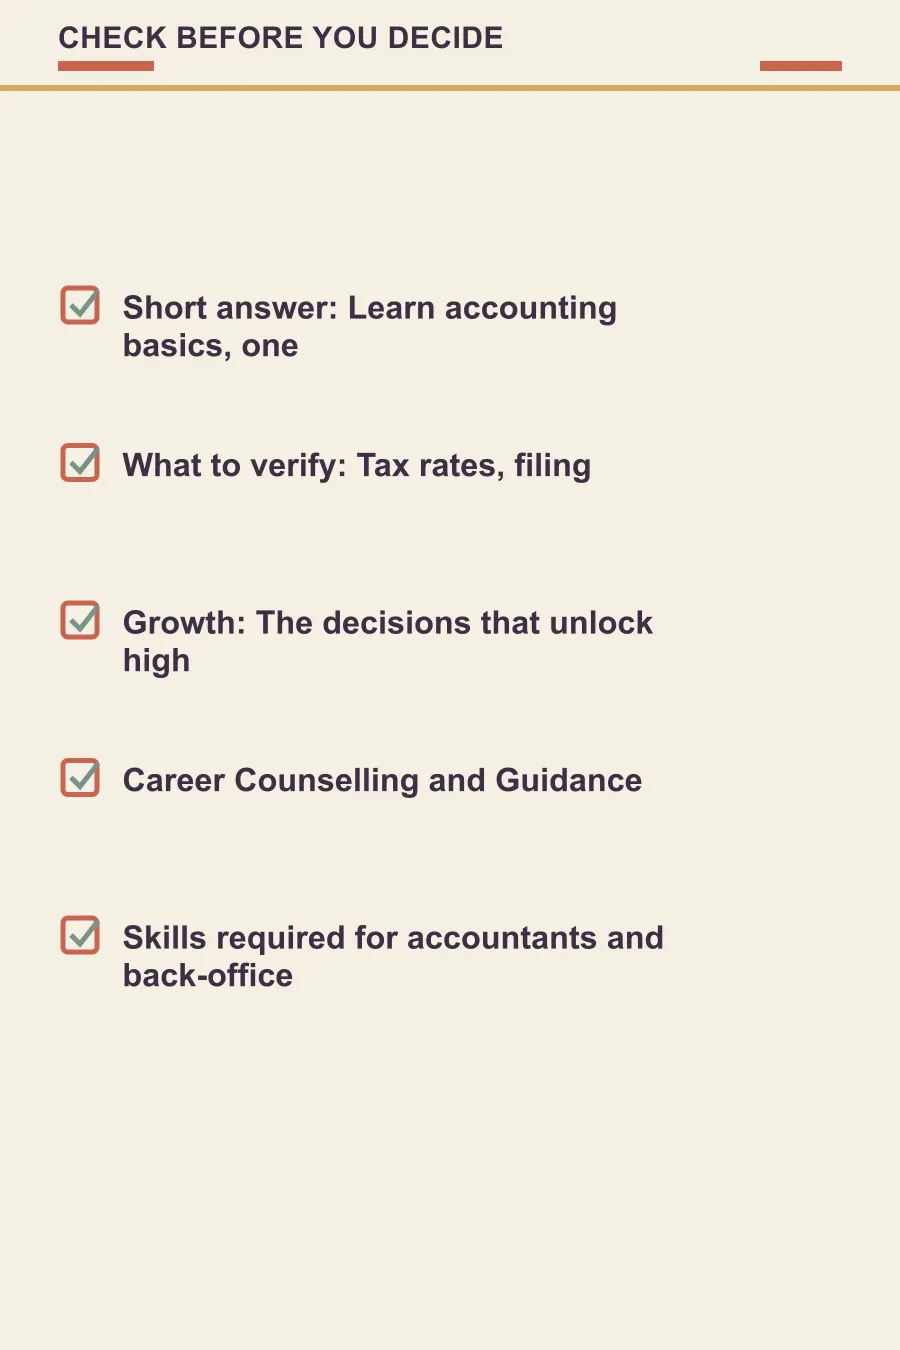 CHECK BEFORE YOU DECIDE
Short answer: Learn accounting
basics, one
What to verify: Tax rates, filing
Growth: The decisions that unlock
high
Career Counselling and Guidance
Skills required for accountants and
back-office